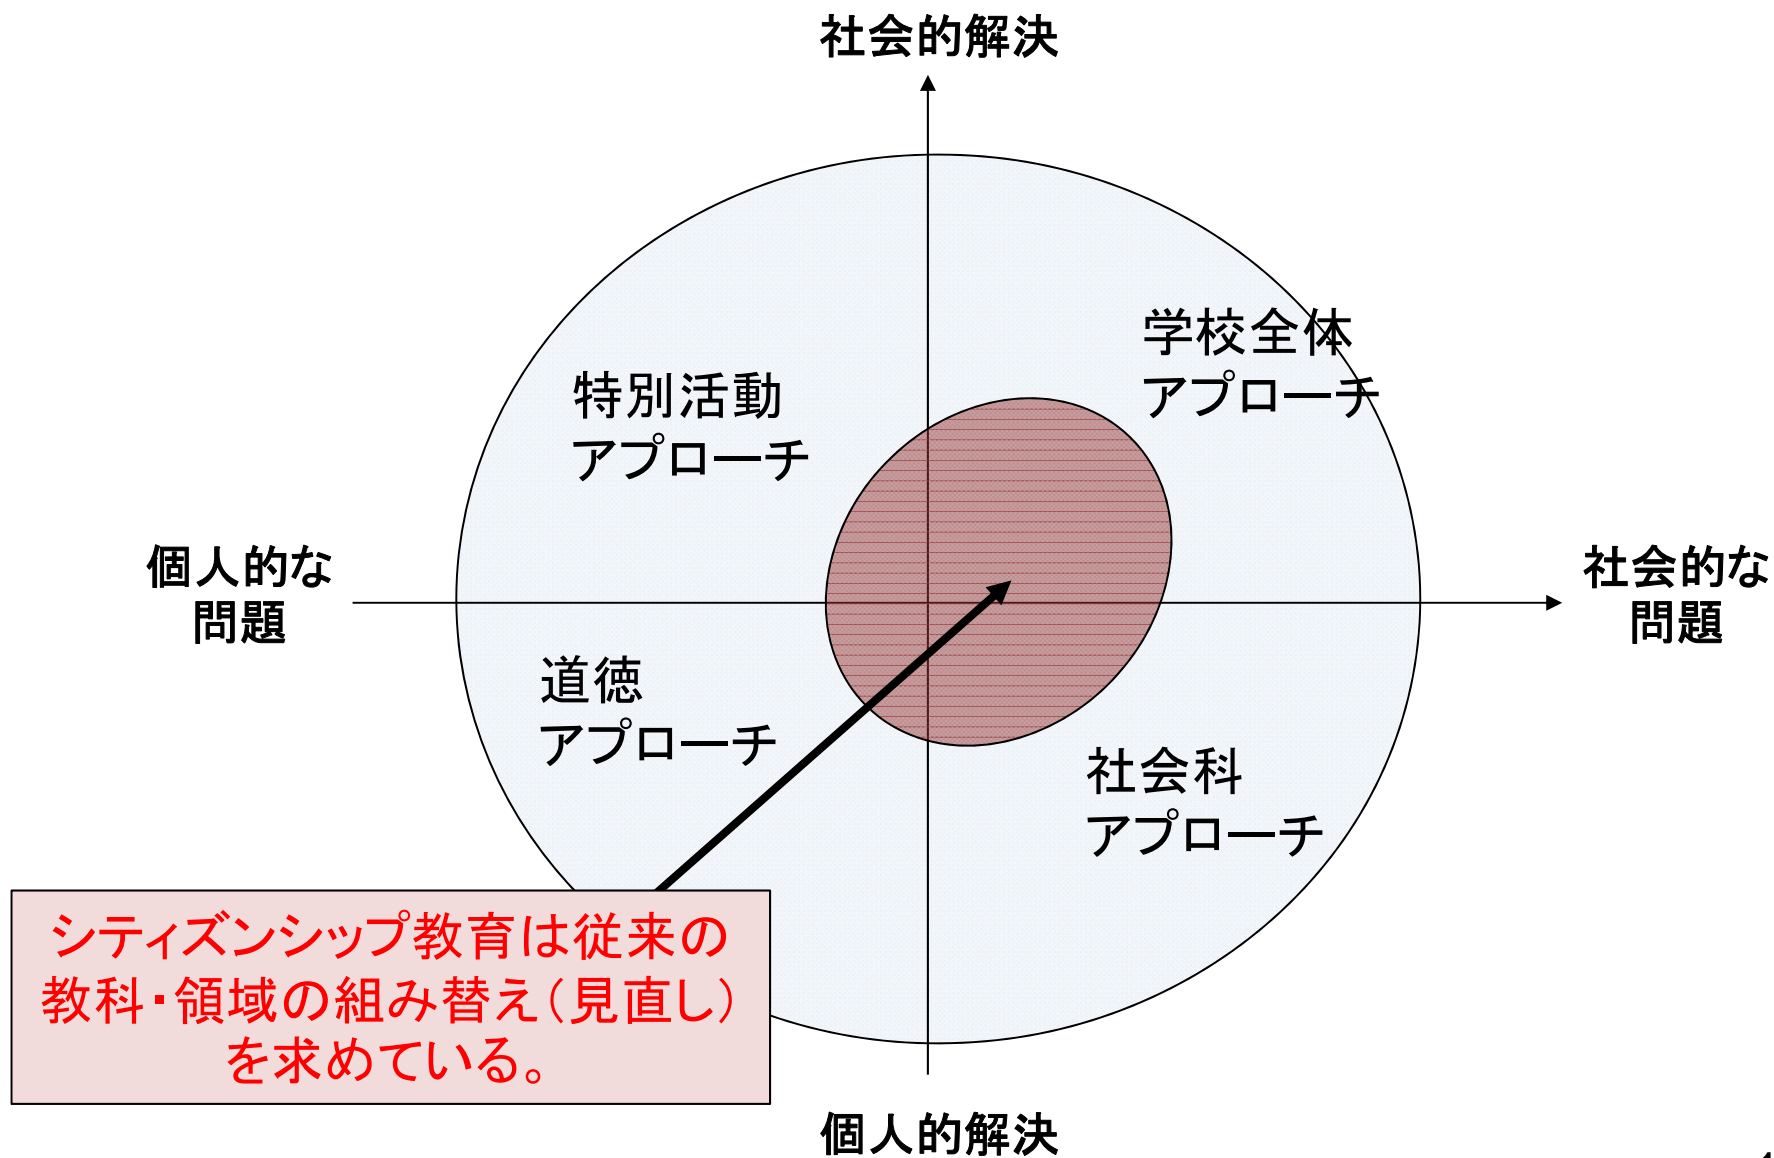 社会的解決
学校全体
アプローチ
特別活動
アプローチ
個人的な
問題
社会的な
問題
道徳
アプローチ
社会科
アプローチ
シティズンシップ教育は従来の
教科・領域の組み替え（見直し）
を求めている。
個人的解決